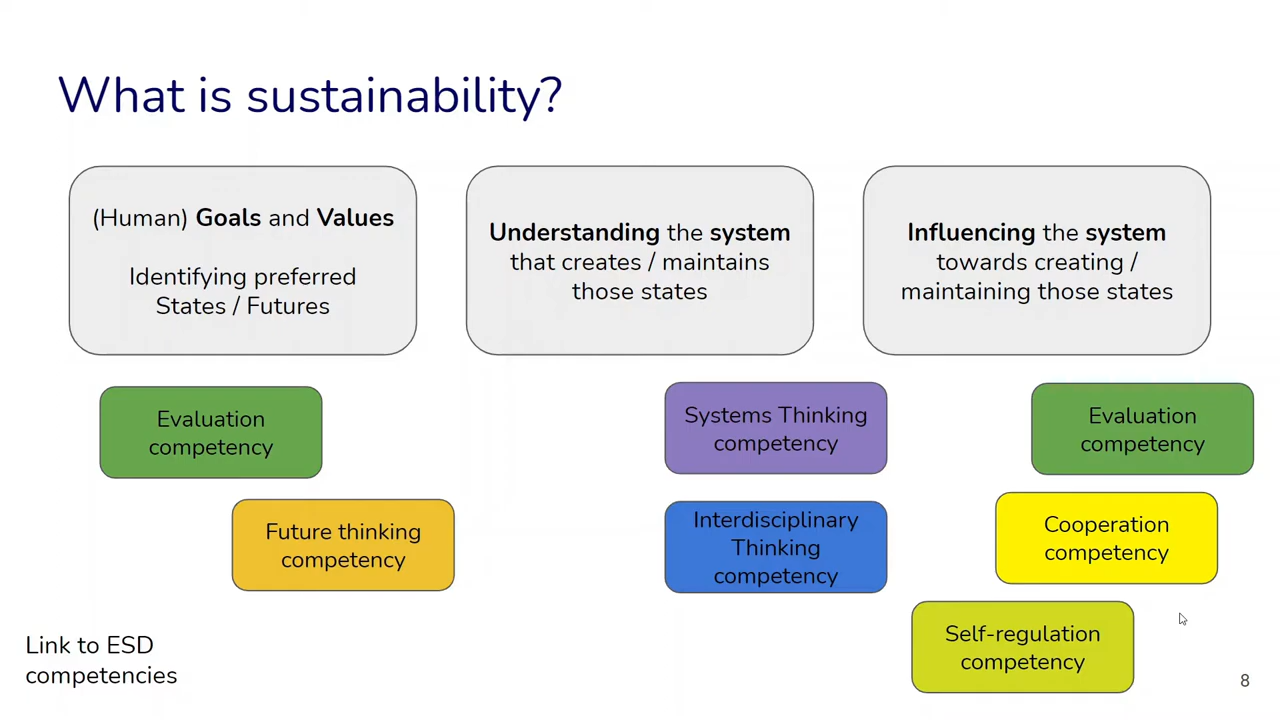 What is sustainability?
(Human) Goals and Values
Identifying preferred
States / Futures
Understanding the system
that creates / maintains
those states
Influencing the system
towards creating /
maintaining those states
Evaluation
competency
Future thinking
competency
Systems Thinking
competency
Interdisciplinary
Thinking
competency
Evaluation
competency
Cooperation
competency
Self-regulation
competency
Link to ESD
competencies
8